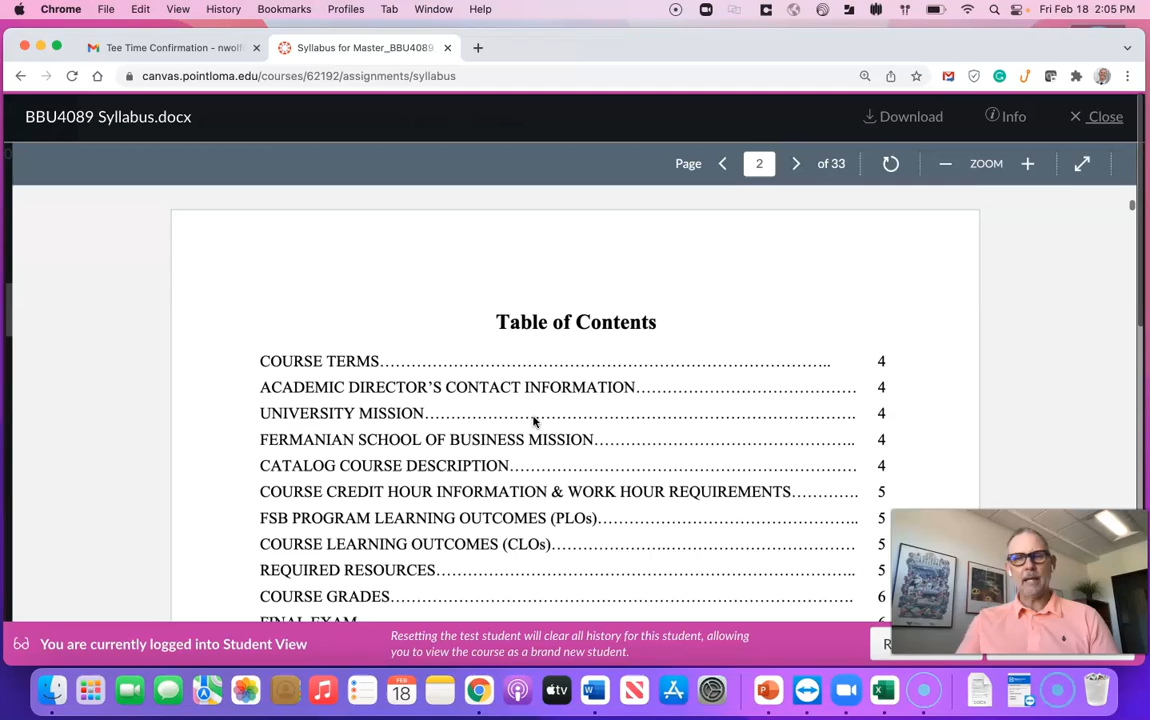 Chrome File Edit View History Bookmarks Profiles Tab Window Help Fri Feb 18 2:05 PM
Tee Time Confirmation - nwolf Syllabus for Master_BBU4089
canvas.pointloma.edu/courses/62192/assignments/syllabus
BBU4089 Syllabus.docx Download Info Close
Page 2 of 33 ZOOM
Table of Contents
COURSE TERMS 4
ACADEMIC DIRECTOR'S CONTACT INFORMATION 4
UNIVERSITY MISSION 4
FERMANIAN SCHOOL OF BUSINESS MISSION 4
CATALOG COURSE DESCRIPTION 4
COURSE CREDIT HOUR INFORMATION & WORK HOUR REQUIREMENTS 5
FSB PROGRAM LEARNING OUTCOMES (PLOs) 5
COURSE LEARNING OUTCOMES (CLOs) 5
REQUIRED RESOURCES 5
COURSE GRADES 6
FINAL EXAM
You are currently logged into Student View
Resetting the test student will clear all history for this student, allowing
you to view the course as a brand new student.
FEB
18
tv